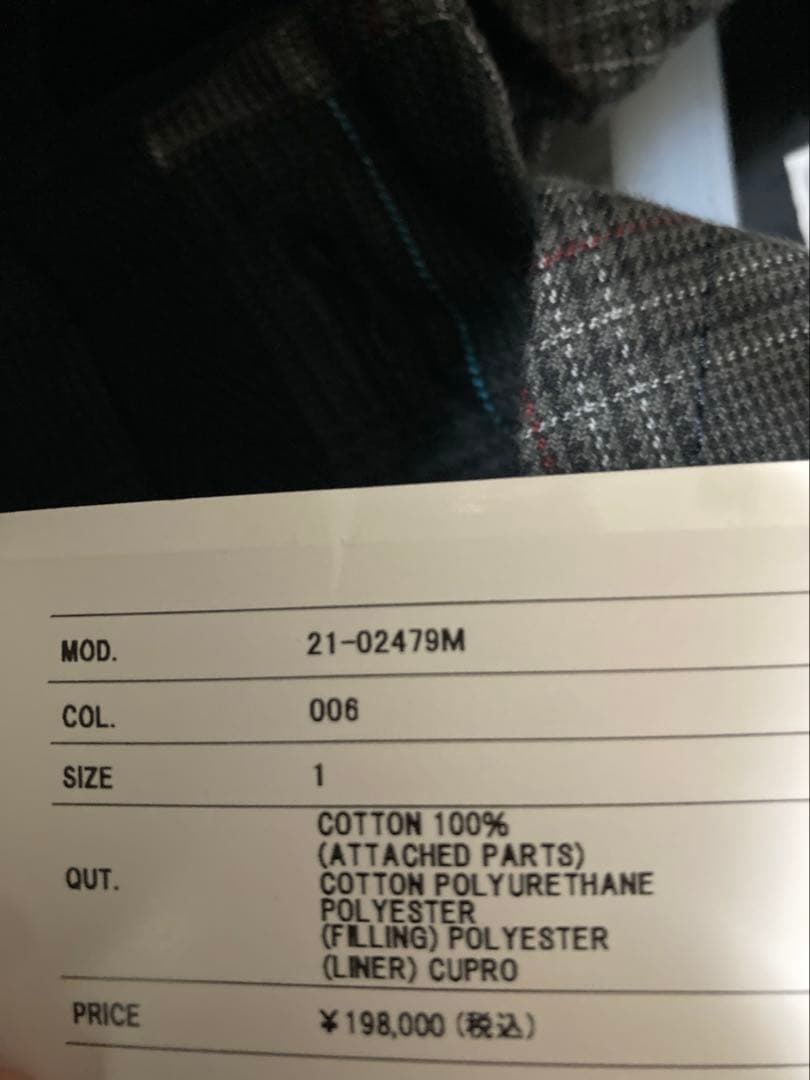 MOD. 21-02479M
COL. 006
SIZE 1
QUT. COTTON 100%
(ATTACHED PARTS)
COTTON POLYURETHANE
POLYESTER
(FILLING) POLYESTER
(LINER) CUPRO
PRICE ¥198,000 (税込)